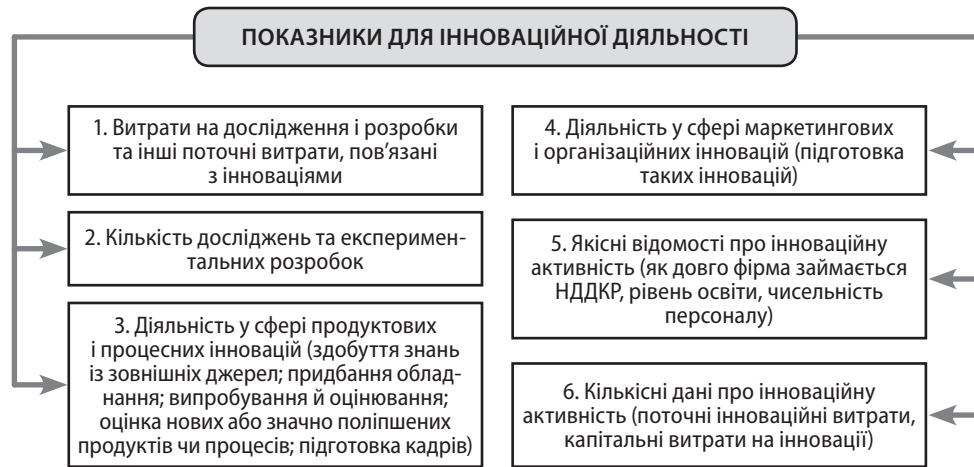 ПОКАЗНИКИ ДЛЯ ІННОВАЦІЙНОЇ ДІЯЛЬНОСТІ
1. Витрати на дослідження і розробки
та інші поточні витрати, пов’язані
з інноваціями
2. Кількість досліджень та експеримен-
тальних розробок
3. Діяльність у сфері продуктових
і процесних інновацій (здобуття знань
із зовнішніх джерел; придбання облад-
нання; випробування й оцінювання;
оцінка нових або значно поліпшених
продуктів чи процесів; підготовка кадрів)
4. Діяльність у сфері маркетингових
і організаційних інновацій (підготовка
таких інновацій)
5. Якісні відомості про інноваційну
активність (як довго фірма займається
НДДКР, рівень освіти, чисельність
персоналу)
6. Кількісні дані про інноваційну
активність (поточні інноваційні витрати,
капітальні витрати на інновації)